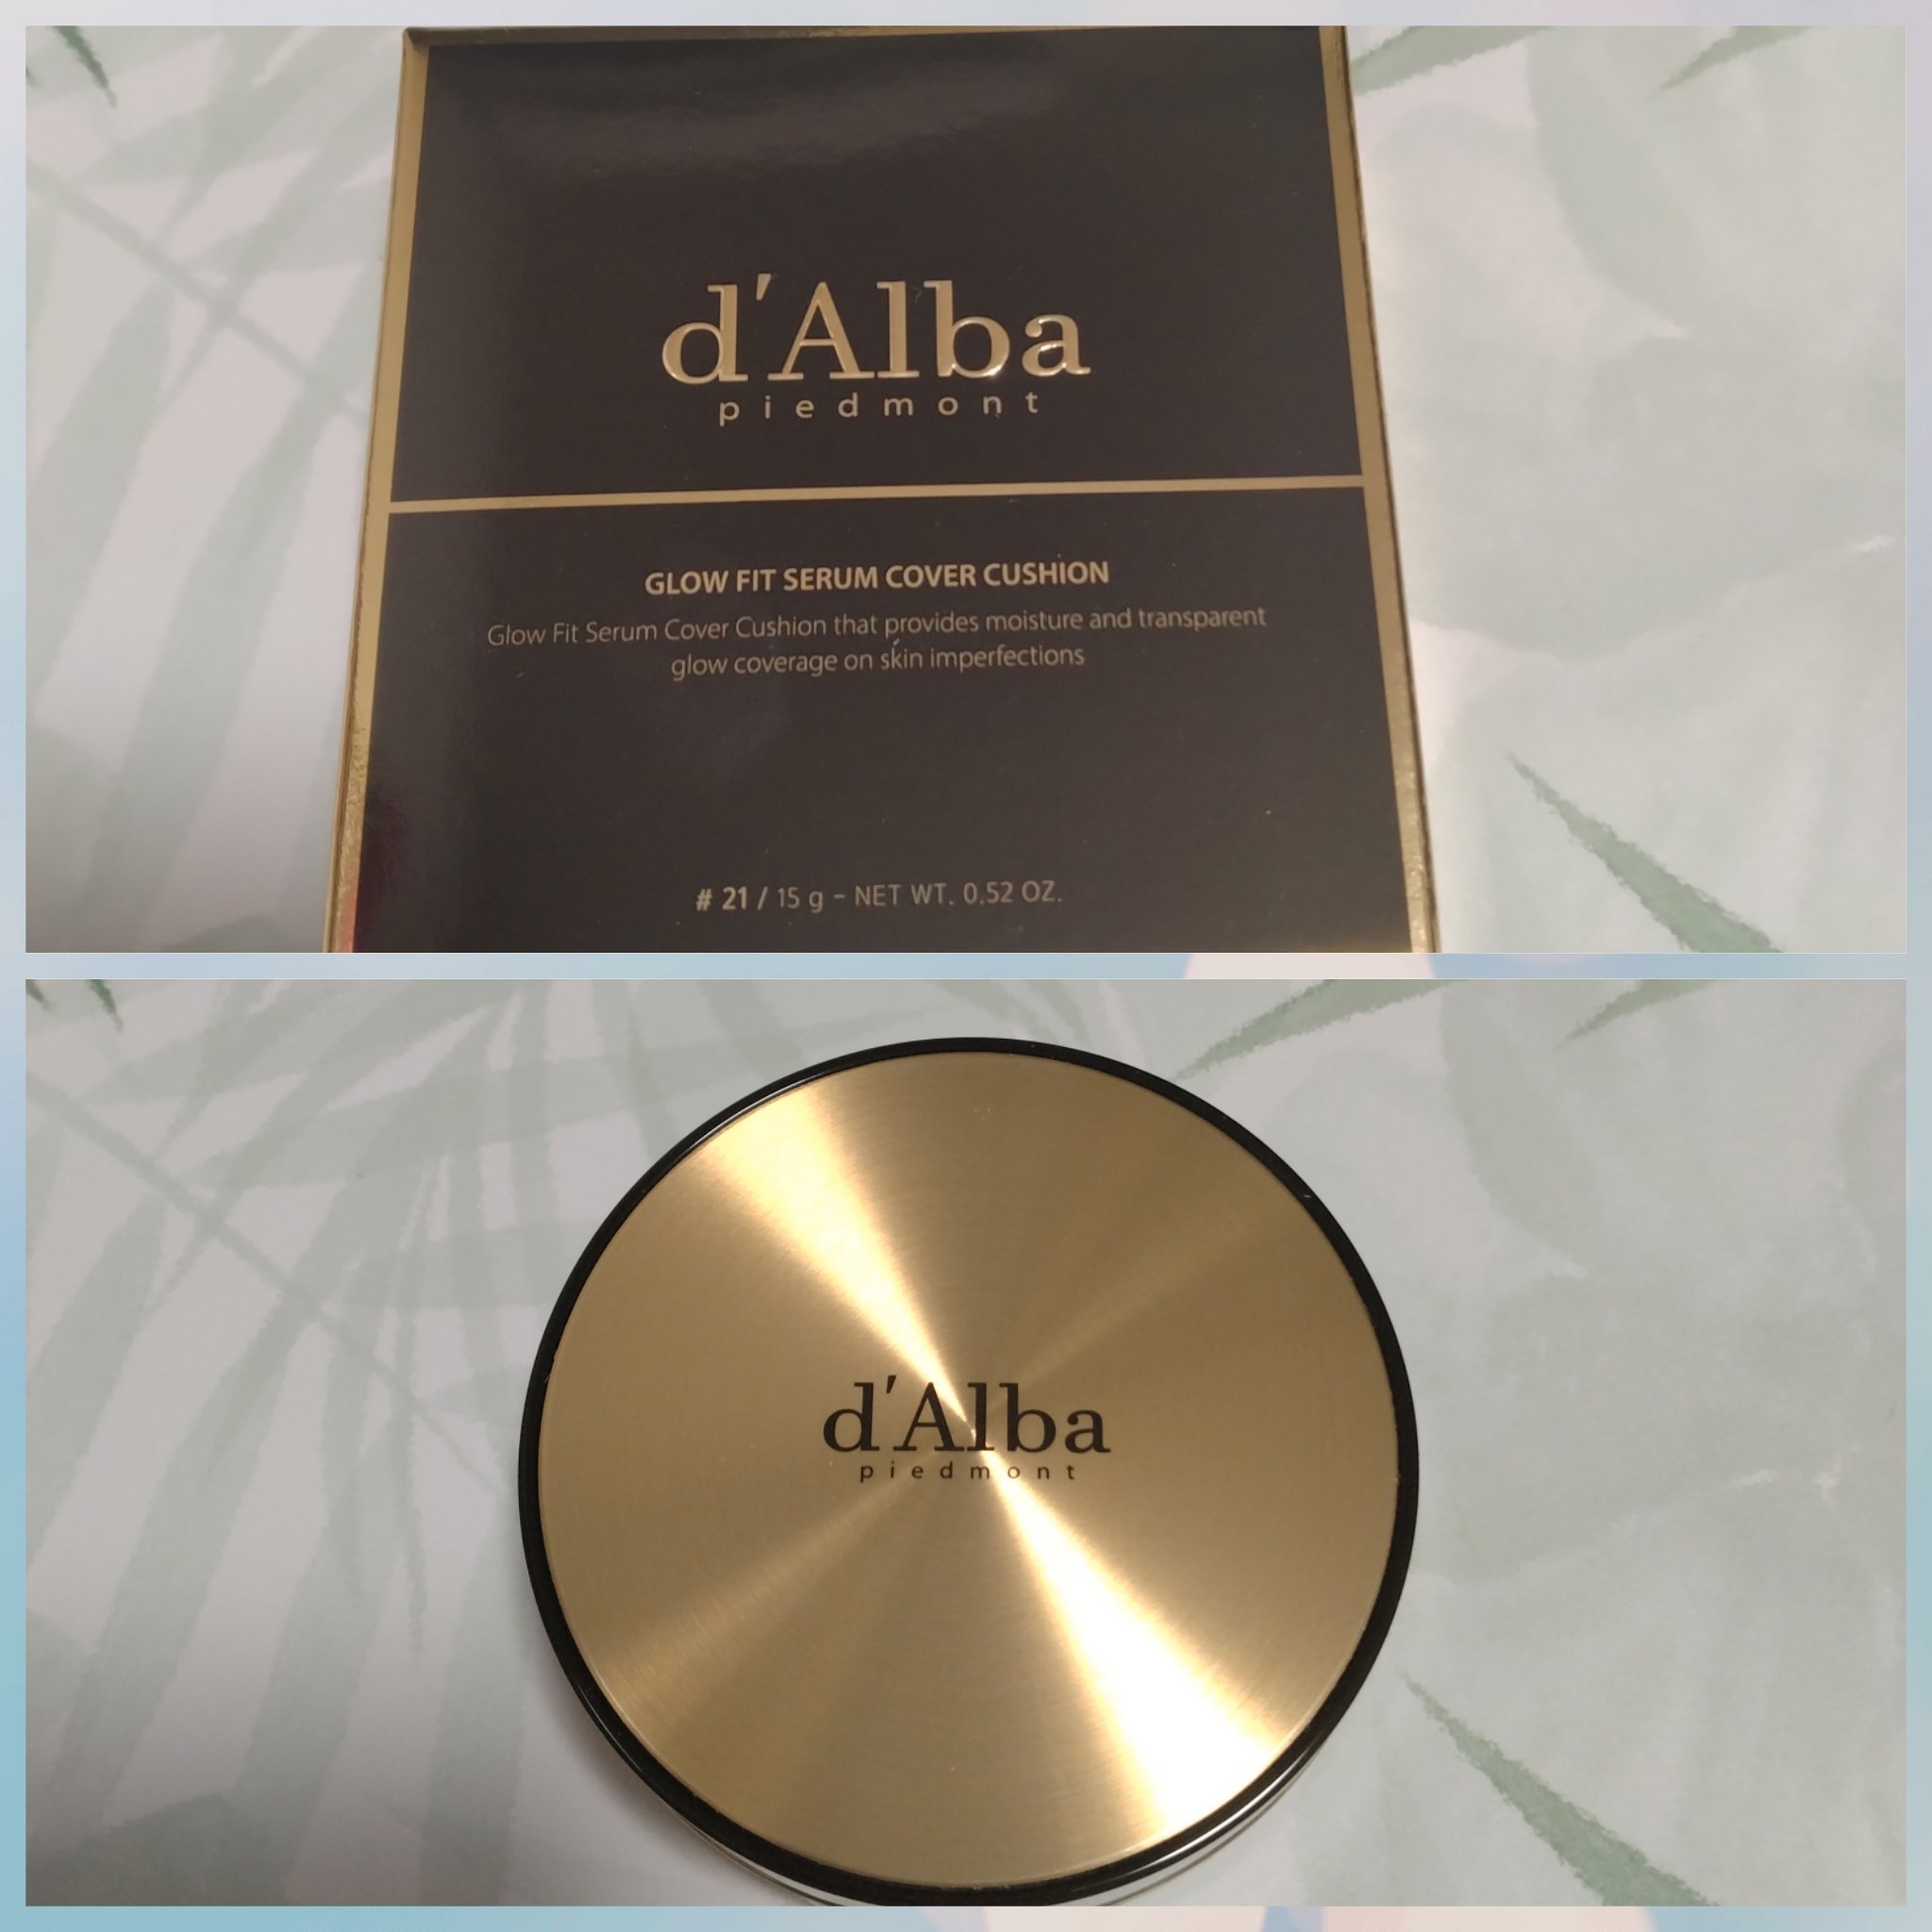 d'Alba
piedmont
GLOW FIT SERUM COVER CUSHION
Glow Fit Serum Cover Cushion that provides moisture and transparent
glow coverage on skin imperfections
# 21 / 15 g – NET WT. 0.52 OZ.
d'Alba
piedmont